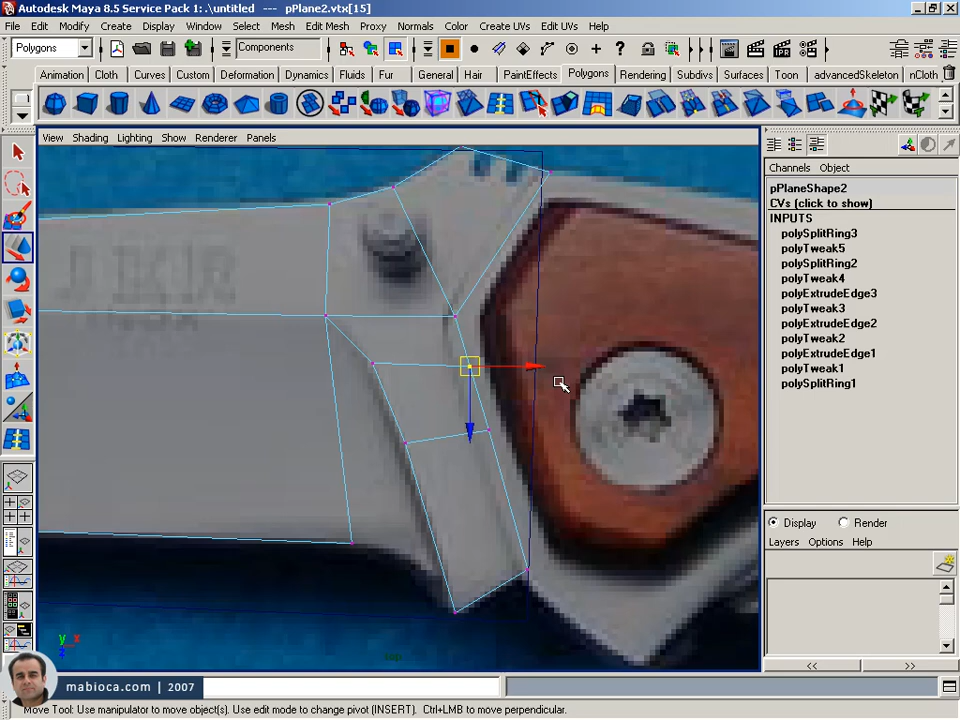 Autodesk Maya 8.5 Service Pack 1: .\untitled --- pPlane2.vtx[15]
File Edit Modify Create Display Window Select Mesh Edit Mesh Proxy Normals Color Create UVs Edit UVs Help
Polygons Components
Animation Cloth Curves Custom Deformation Dynamics Fluids Fur General Hair PaintEffects Polygons Rendering Subdivs Surfaces Toon advancedSkeleton nCloth
View Shading Lighting Show Renderer Panels
Channels Object
pPlaneShape2
CVs (click to show)
INPUTS
polySplitRing3
polyTweak5
polySplitRing2
polyTweak4
polyExtrudeEdge3
polyTweak3
polyExtrudeEdge2
polyTweak2
polyExtrudeEdge1
polyTweak1
polySplitRing1
Display Render
Layers Options Help
<< >>
y x
z
top
mabioca.com | 2007
Move Tool: Use manipulator to move object(s). Use edit mode to change pivot (INSERT). Ctrl+LMB to move perpendicular.